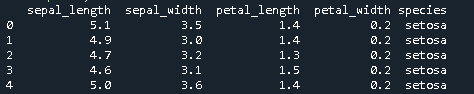 sepal_length sepal_width petal_length petal_width species
0 5.1 3.5 1.4 0.2 setosa
1 4.9 3.0 1.4 0.2 setosa
2 4.7 3.2 1.3 0.2 setosa
3 4.6 3.1 1.5 0.2 setosa
4 5.0 3.6 1.4 0.2 setosa